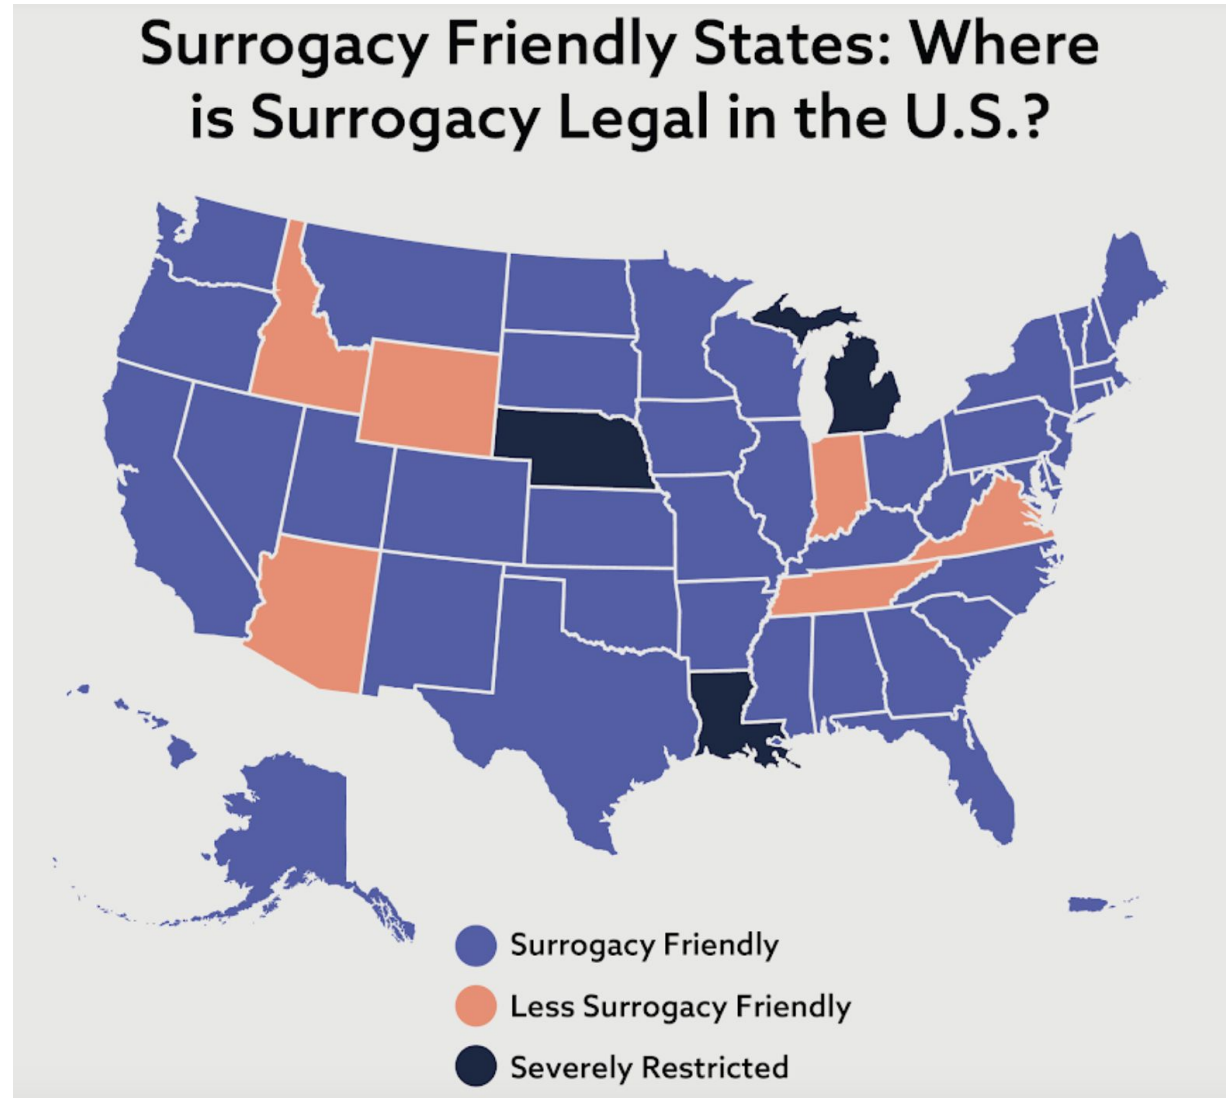 Surrogacy Friendly States: Where
is Surrogacy Legal in the U.S.?
Surrogacy Friendly
Less Surrogacy Friendly
Severely Restricted